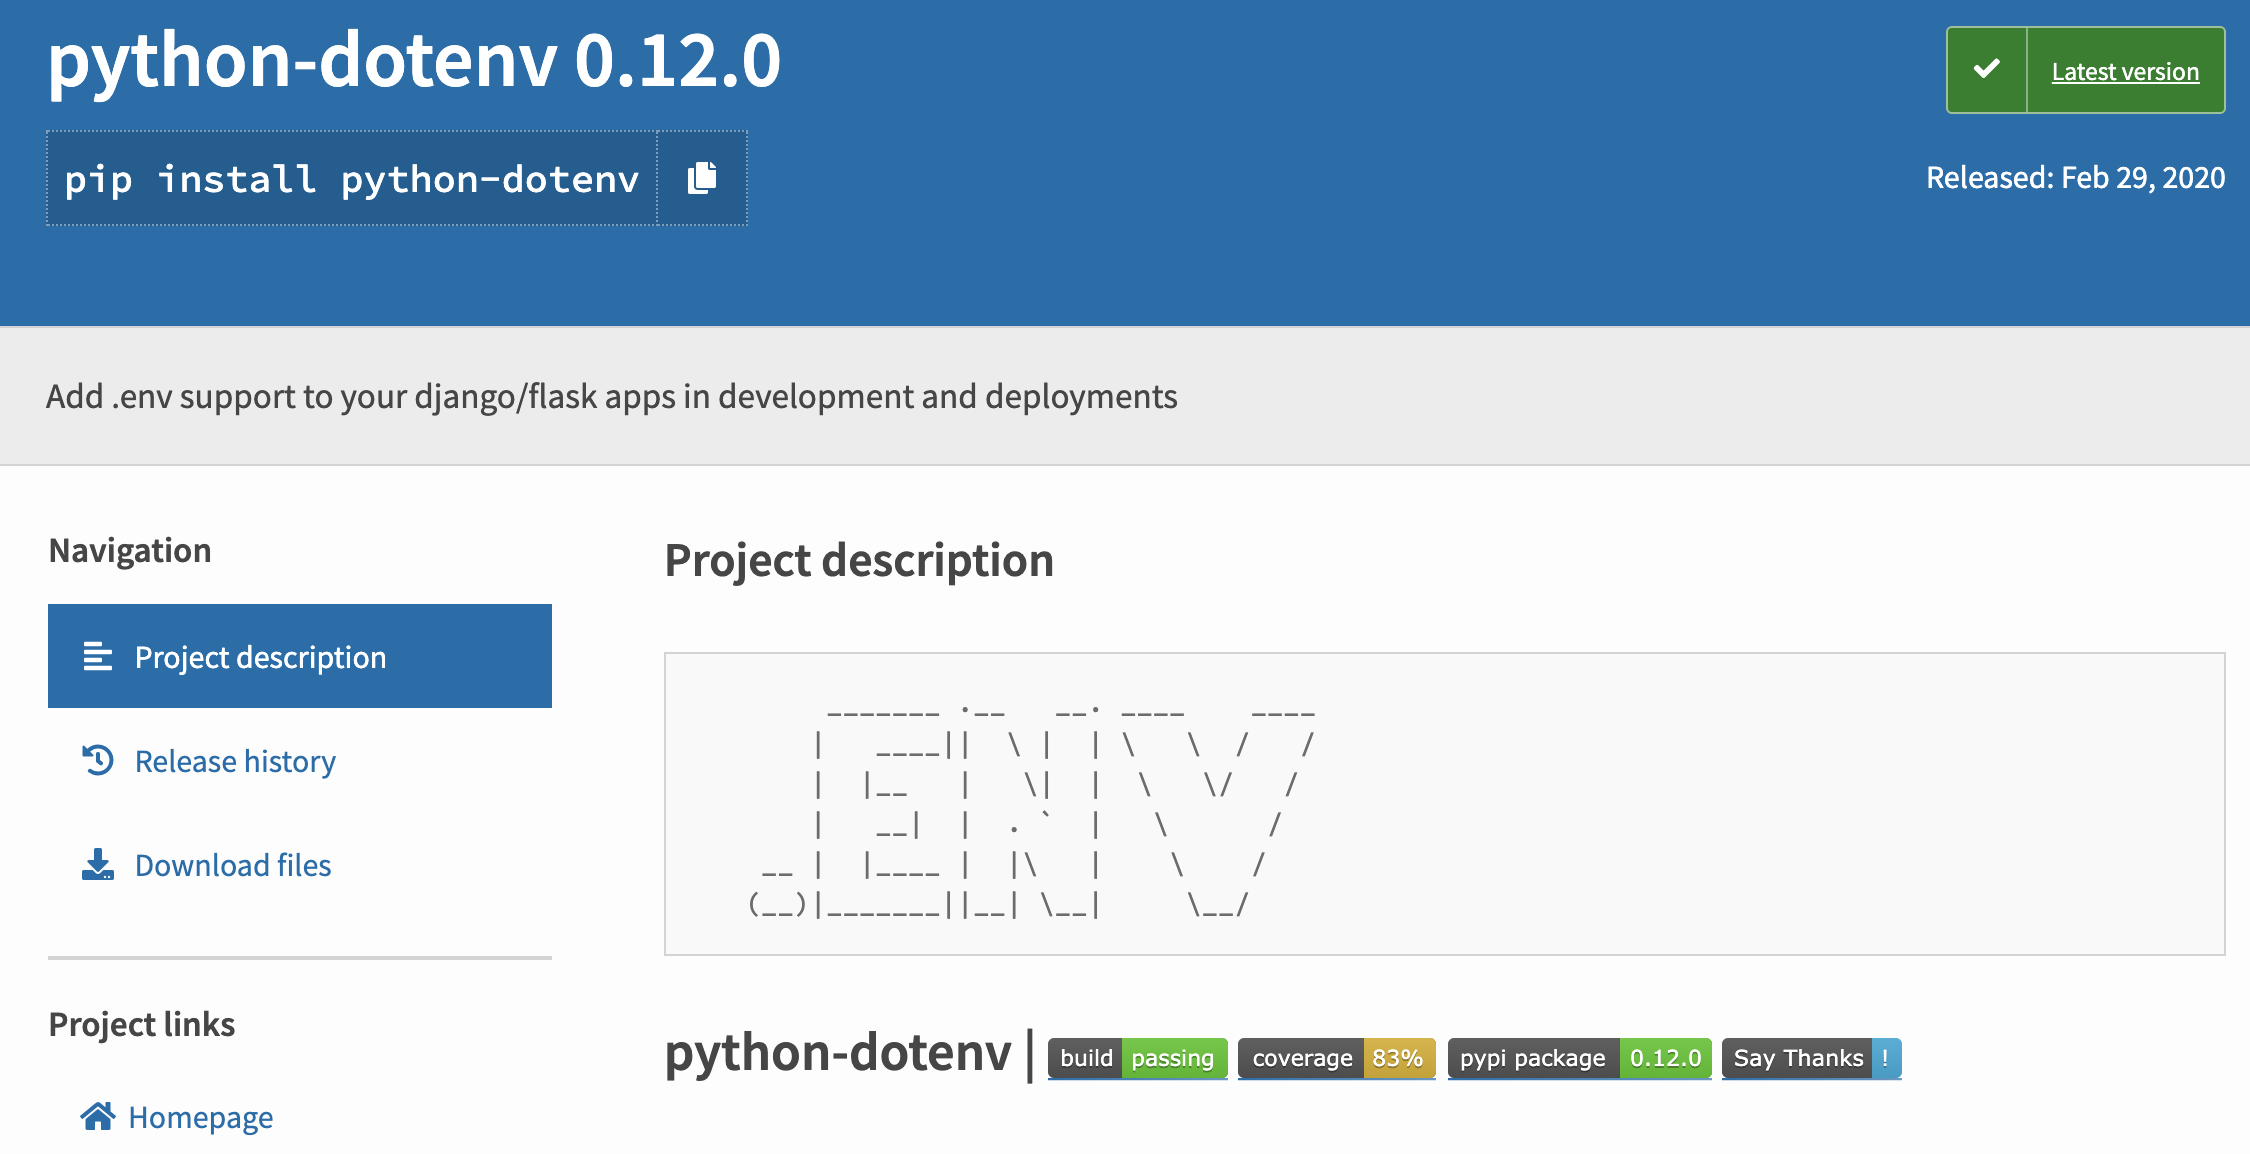 python-dotenv 0.12.0
Latest version
pip install python-dotenv
Released: Feb 29, 2020
Add .env support to your django/flask apps in development and deployments
Navigation
Project description
Release history
Download files
Project links
Homepage
Project description
     _______ .__   __. ____    ____
    |   ____||  \ |  | \   \  /   /
    |  |__   |   \|  |  \   \/   /
    |   __|  |  . `  |   \      /
 __ |  |____ |  |\   |    \    /
(__)|_______||__| \__|     \__/
python-dotenv | build passing coverage 83% pypi package 0.12.0 Say Thanks !